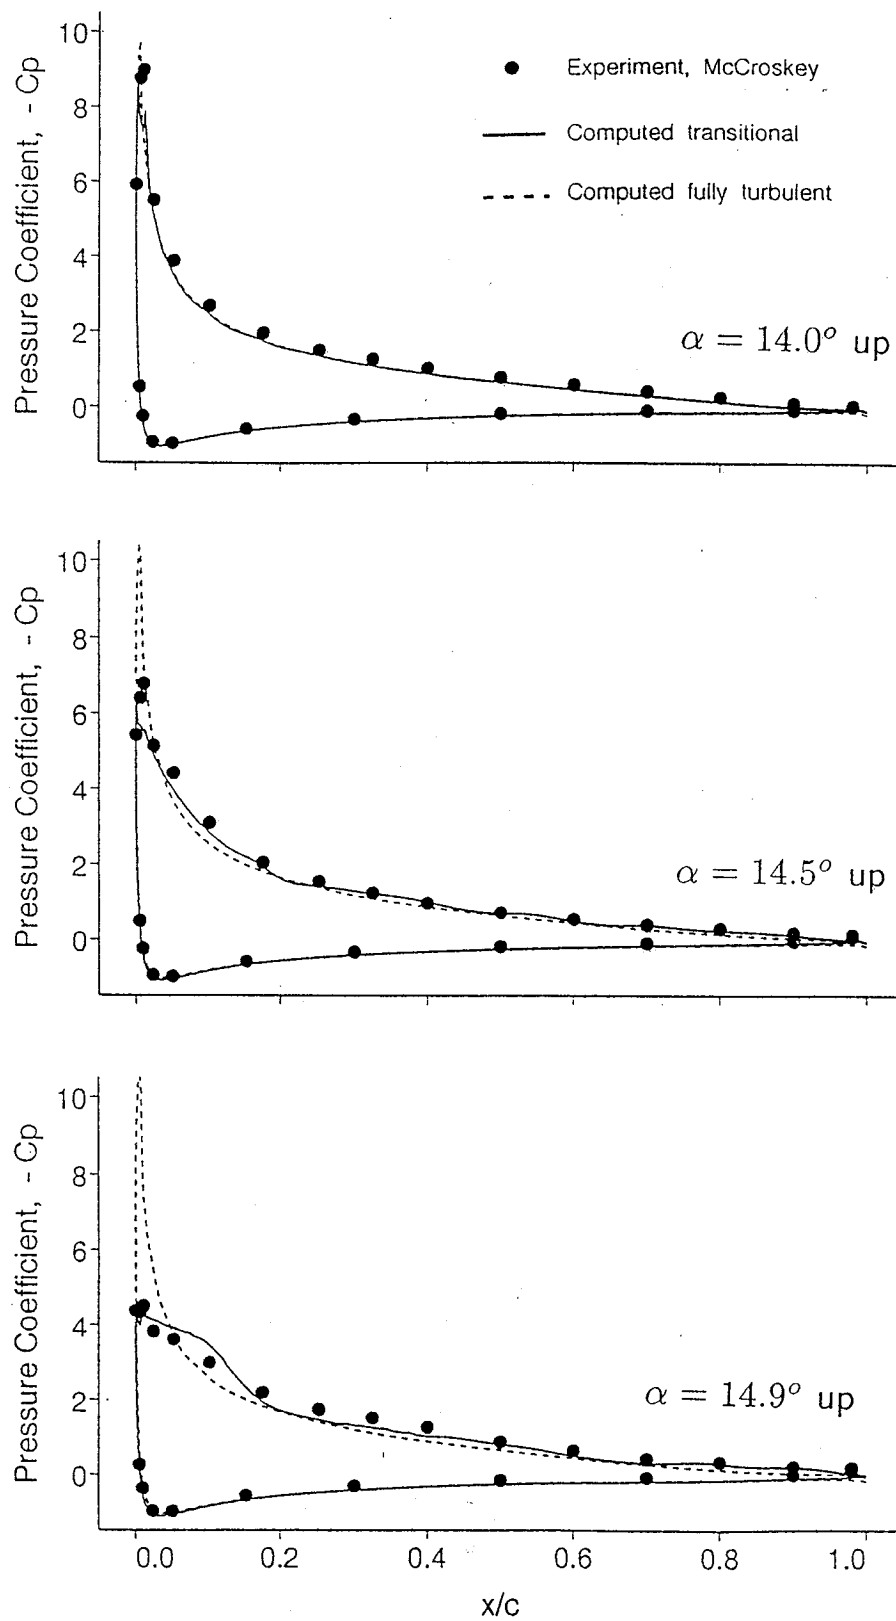 Pressure Coefficient, - Cp
10
8
6
4
2
0
Experiment, McCroskey
Computed transitional
Computed fully turbulent
α = 14.0° up
Pressure Coefficient, - Cp
10
8
6
4
2
0
α = 14.5° up
Pressure Coefficient, - Cp
10
8
6
4
2
0
α = 14.9° up
0.0 0.2 0.4 0.6 0.8 1.0
x/c